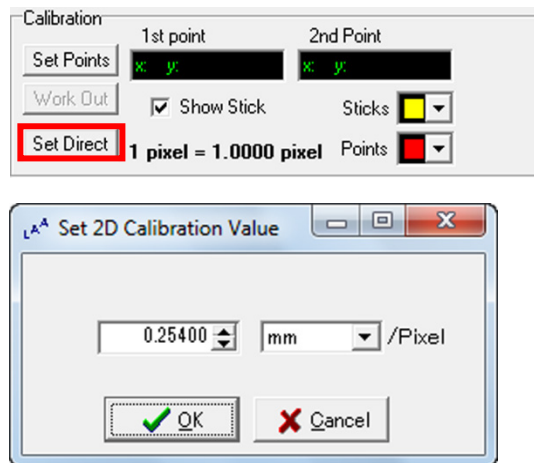 Calibration
1st point 2nd Point
Set Points x: y: x: y:
Work Out Show Stick Sticks
Set Direct 1 pixel = 1.0000 pixel Points
LAA Set 2D Calibration Value
0.25400 mm /Pixel
OK Cancel